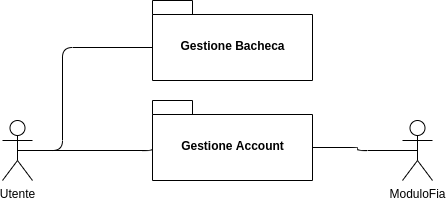 Gestione Bacheca
Gestione Account
Utente
ModuloFia